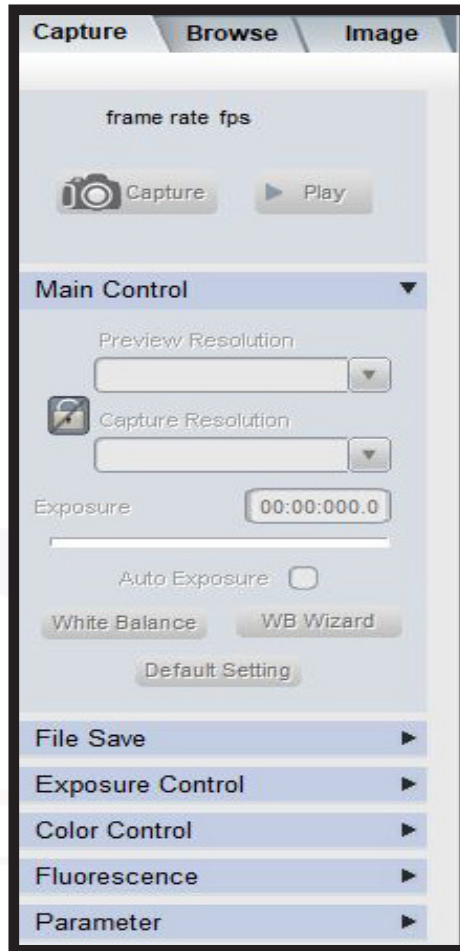 Capture Browse Image
frame rate fps
Capture Play
Main Control
Preview Resolution
Capture Resolution
Exposure 00:00:000.0
Auto Exposure
White Balance WB Wizard
Default Setting
File Save
Exposure Control
Color Control
Fluorescence
Parameter